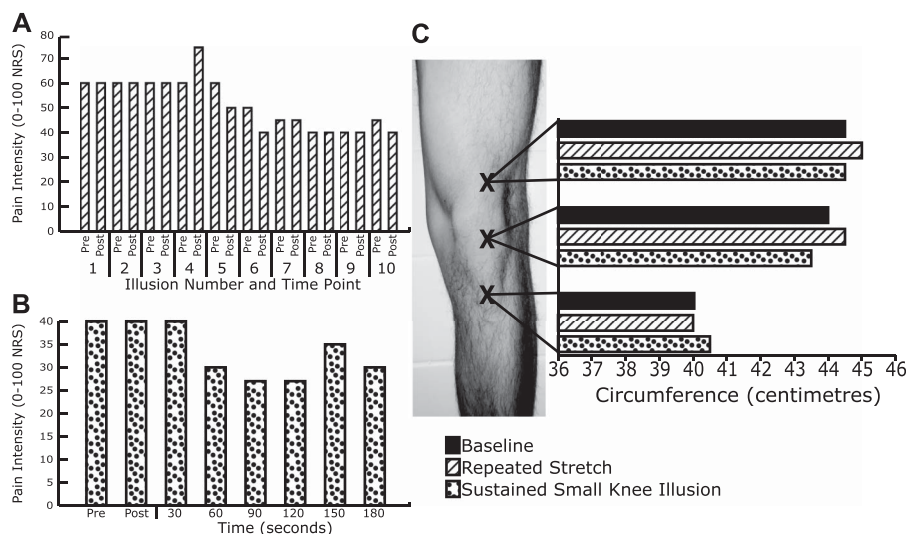 A
Pain Intensity (0-100 NRS)
80
70
60
50
40
30
20
10
0
Pre Post Pre Post Pre Post Pre Post Pre Post Pre Post Pre Post Pre Post Pre Post Pre Post
1 2 3 4 5 6 7 8 9 10
Illusion Number and Time Point
B
Pain Intensity (0-100 NRS)
40
35
30
25
20
15
10
5
0
Pre Post 30 60 90 120 150 180
Time (seconds)
C
X
X
X
36 37 38 39 40 41 42 43 44 45 46
Circumference (centimetres)
Baseline
Repeated Stretch
Sustained Small Knee Illusion